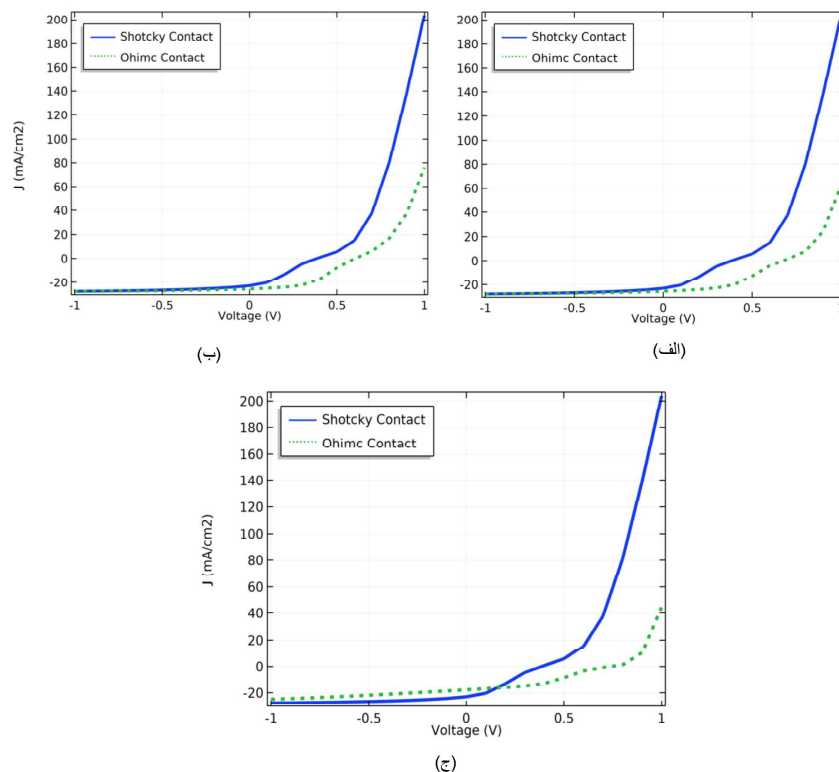 200
180
160
140
120
100
80
60
40
20
0
-20
J (mA/cm2)
Shotcky Contact
Ohimc Contact
-1 -0.5 0 0.5 1
Voltage (V)
(ب)
200
180
160
140
120
100
80
60
40
20
0
-20
Shotcky Contact
Ohimc Contact
-1 -0.5 0 0.5
Voltage (V)
(الف)
200
180
160
140
120
100
80
60
40
20
0
-20
J (mA/cm2)
Shotcky Contact
Ohimc Contact
-1 -0.5 0 0.5 1
Voltage (V)
(ج)